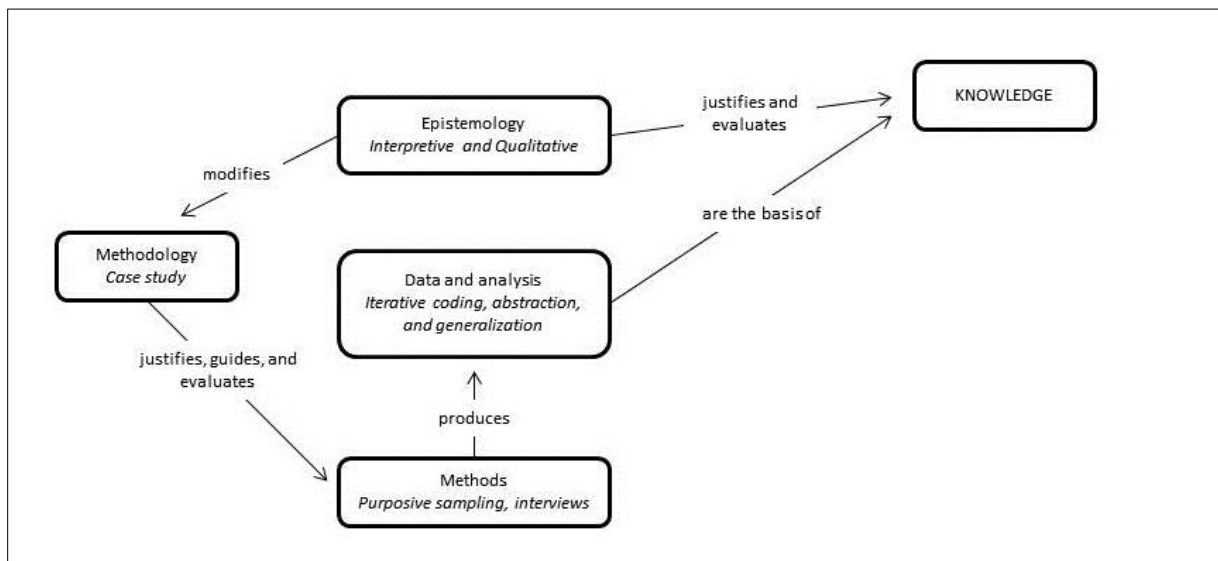 KNOWLEDGE
Epistemology
Interpretive and Qualitative
justifies and
evaluates
modifies
are the basis of
Methodology
Case study
Data and analysis
Iterative coding, abstraction,
and generalization
justifies, guides, and
evaluates
produces
Methods
Purposive sampling, interviews